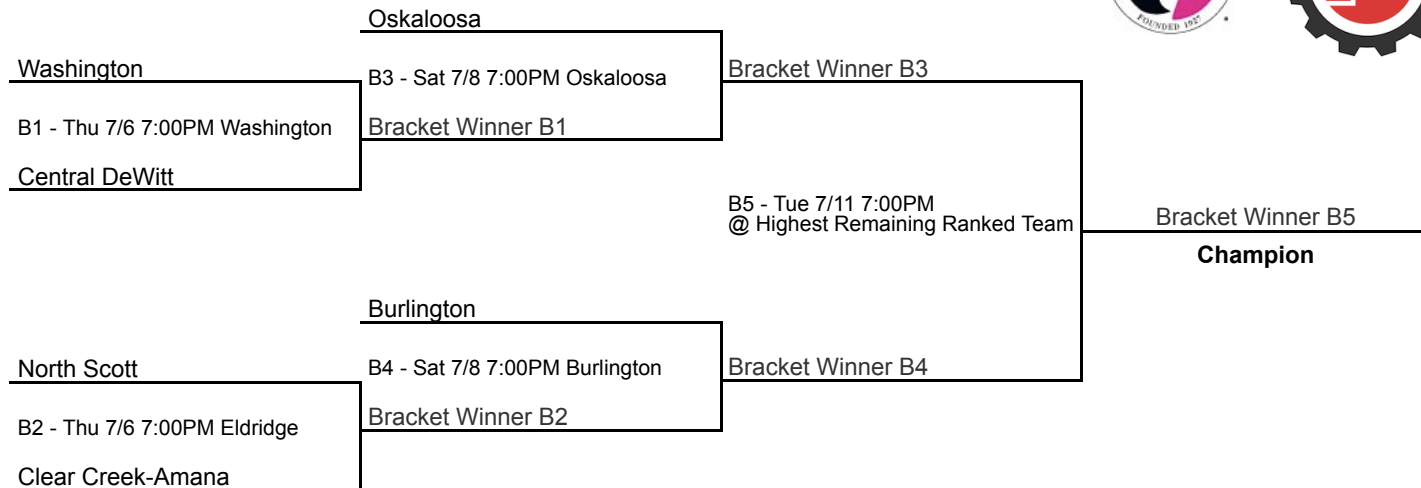 Oskaloosa
FOUNDED 1927
Washington
B3 - Sat 7/8 7:00PM Oskaloosa
Bracket Winner B3
B1 - Thu 7/6 7:00PM Washington
Bracket Winner B1
Central DeWitt
B5 - Tue 7/11 7:00PM
@ Highest Remaining Ranked Team
Bracket Winner B5
Champion
Burlington
North Scott
B4 - Sat 7/8 7:00PM Burlington
Bracket Winner B4
B2 - Thu 7/6 7:00PM Eldridge
Bracket Winner B2
Clear Creek-Amana